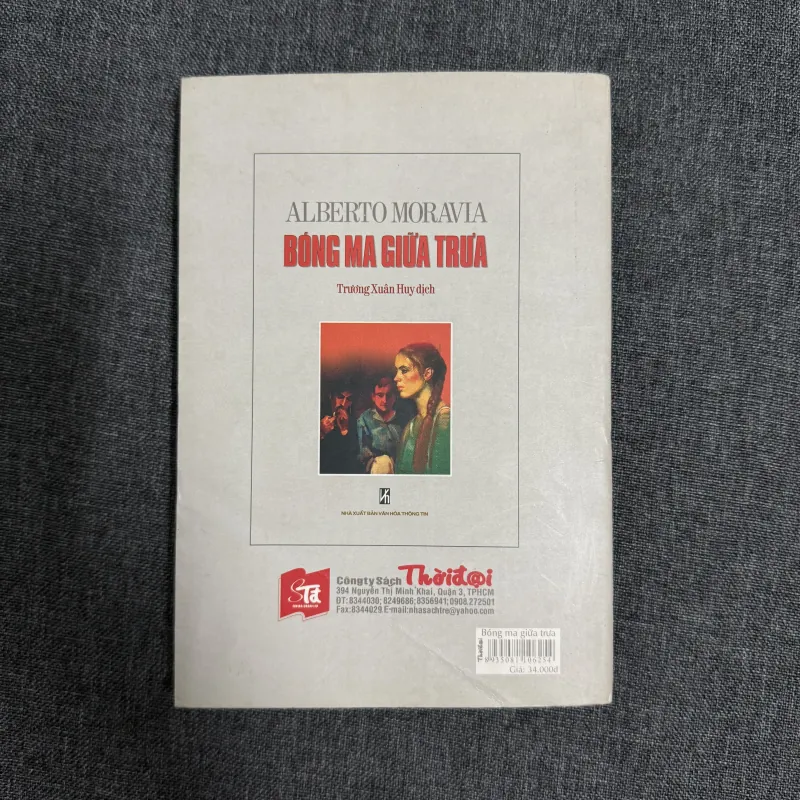 ALBERTO MORAVIA
BÓNG MA GIỮA TRƯA
Trương Xuân Huy dịch
NHÀ XUẤT BẢN VĂN HÓA THÔNG TIN
Công ty Sách Thời đ@i
394 Nguyễn Thị Minh Khai, Quận 3, TPHCM
ĐT: 8344030; 8249686; 8356941; 0908.272501
Fax:8344029 E-mail:nhasachtre@yahoo.com
STđ
Bóng ma giữa trưa
Giá: 34.000đ